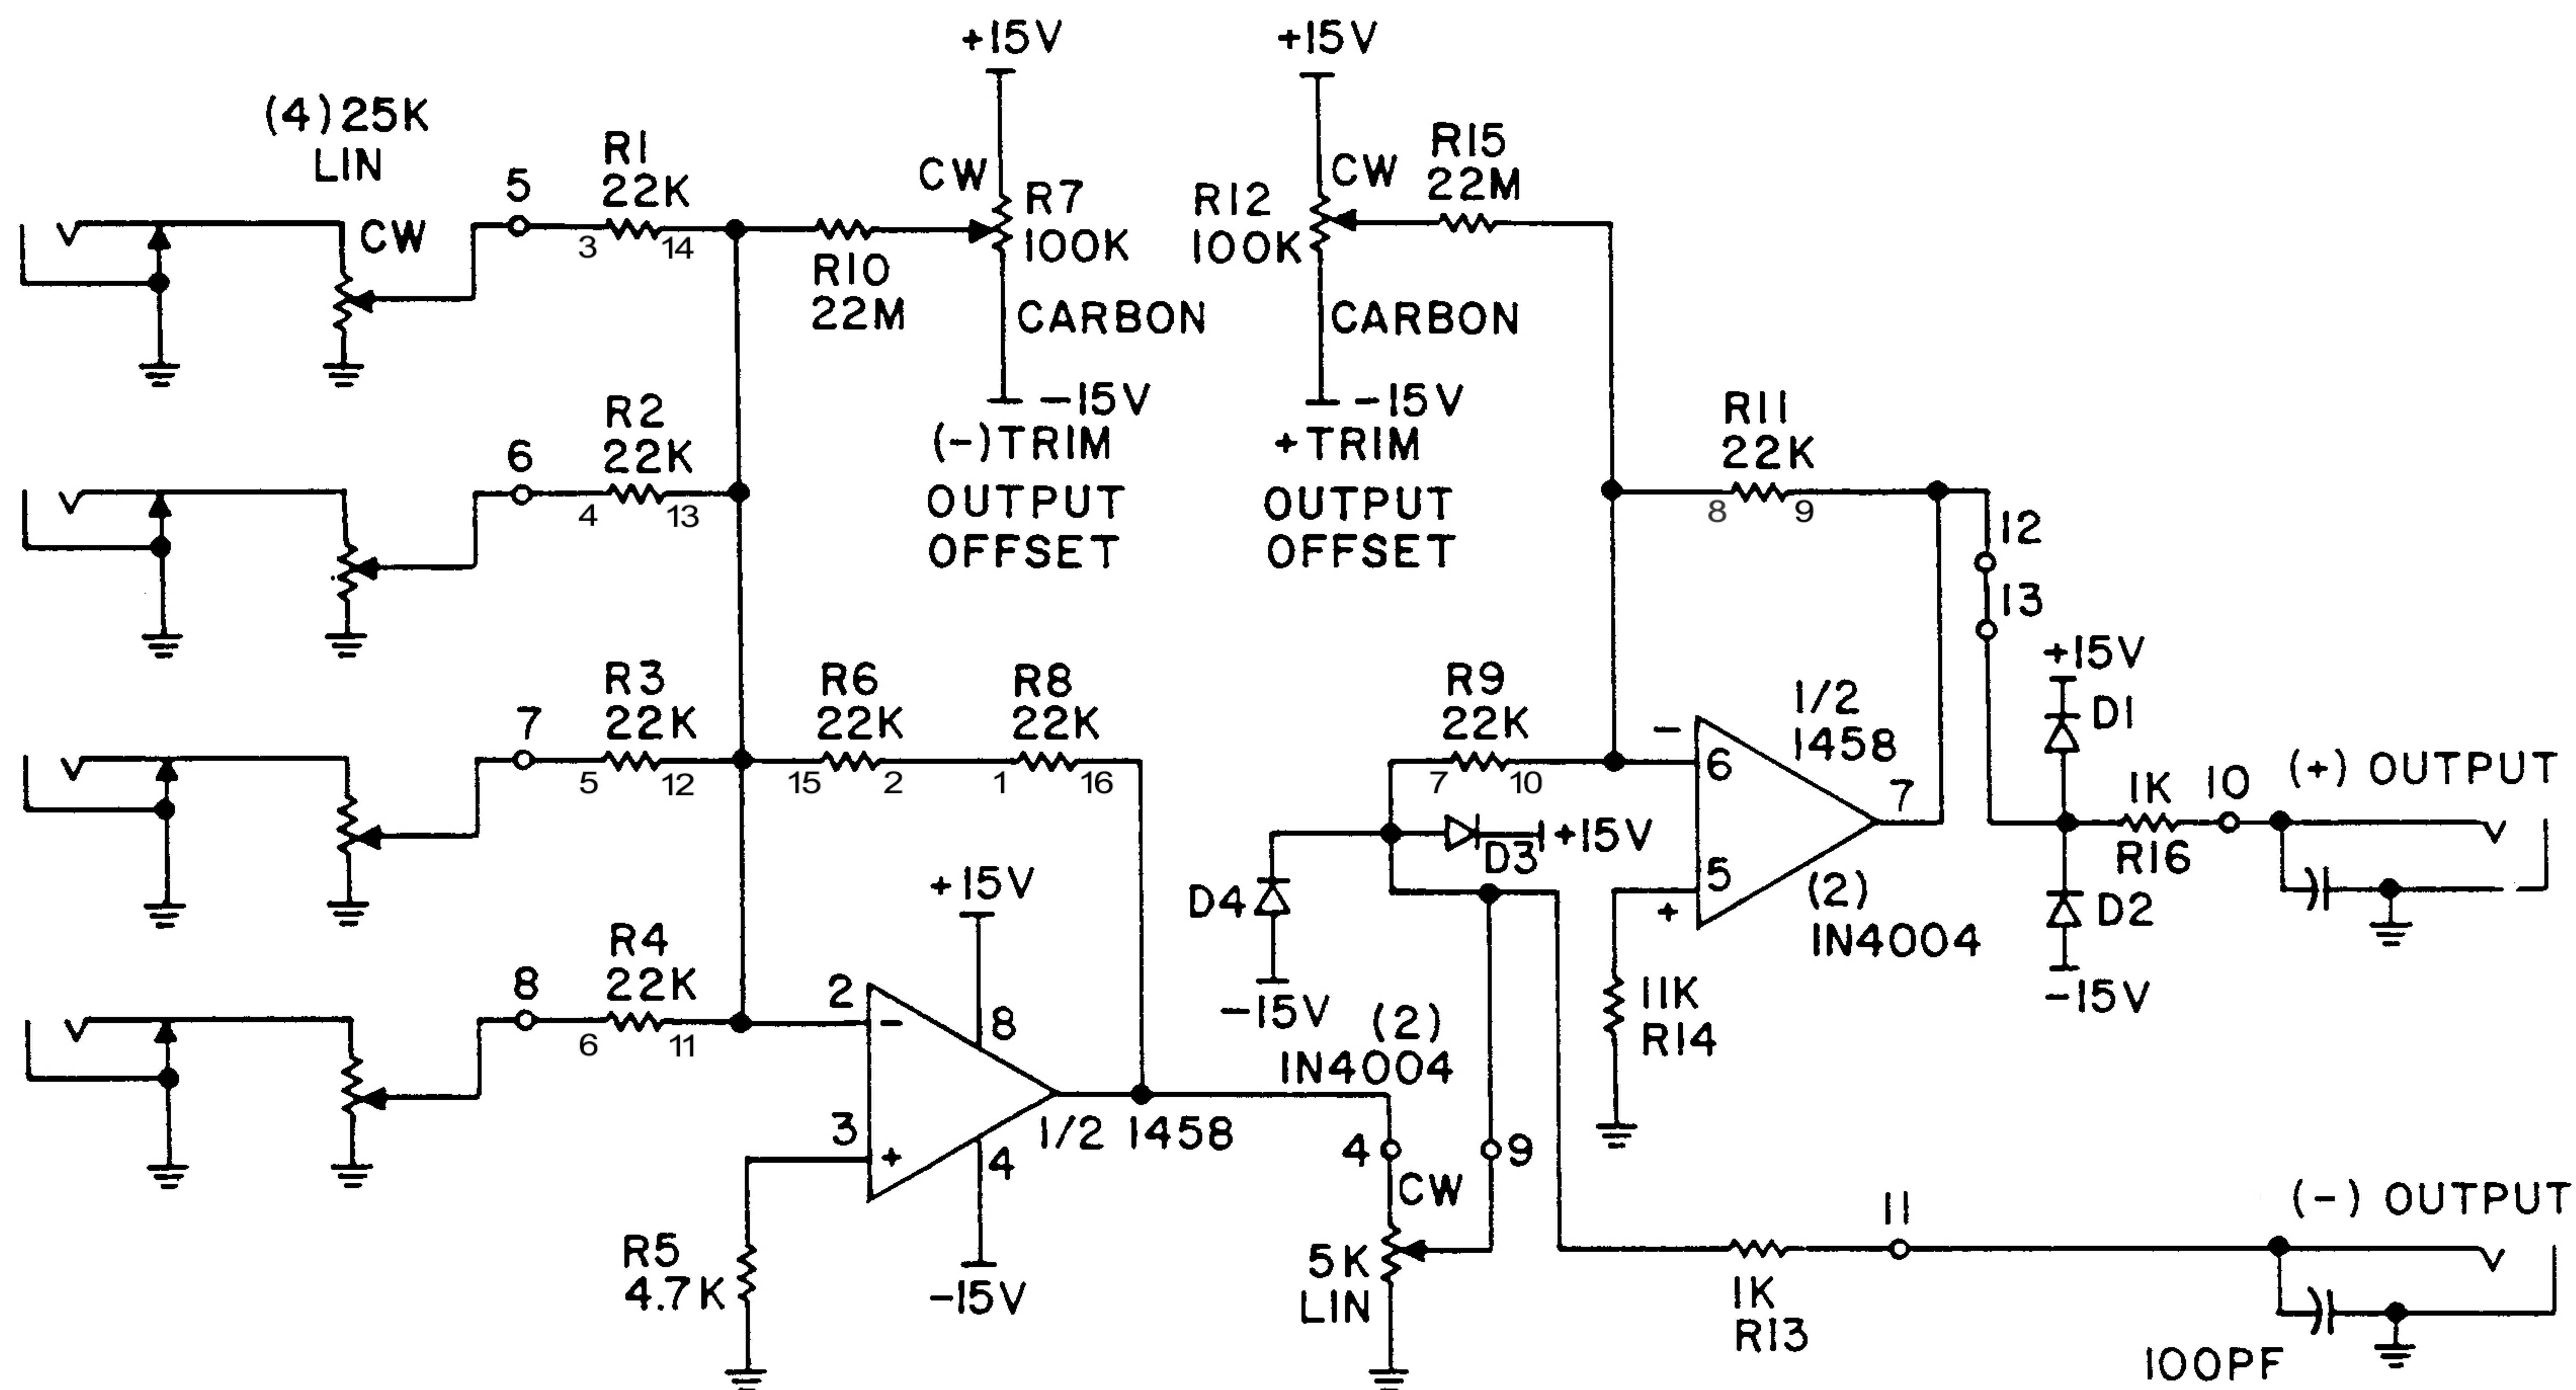 +15V
+15V
(4) 25K
LIN
CW
5
R1
22K
3
14
R10
22M
CW
R7
100K
CARBON
-15V
(-) TRIM
OUTPUT
OFFSET
R12
100K
CW
R15
22M
CARBON
-15V
+TRIM
OUTPUT
OFFSET
6
R2
22K
4
13
R11
22K
8
9
12
13
7
R3
22K
5
12
R6
22K
15
2
R8
22K
1
16
R9
22K
7
10
D3
+15V
D4
-15V
-
6
5
+
1/2
1458
7
(2)
IN4004
11K
R14
+15V
D1
D2
-15V
1K
R16
10
(+) OUTPUT
8
R4
22K
6
11
2
-
3
+
+15V
8
4
-15V
1/2 1458
R5
4.7K
(2)
IN4004
4
CW
9
5K
LIN
1K
R13
11
(-) OUTPUT
100PF